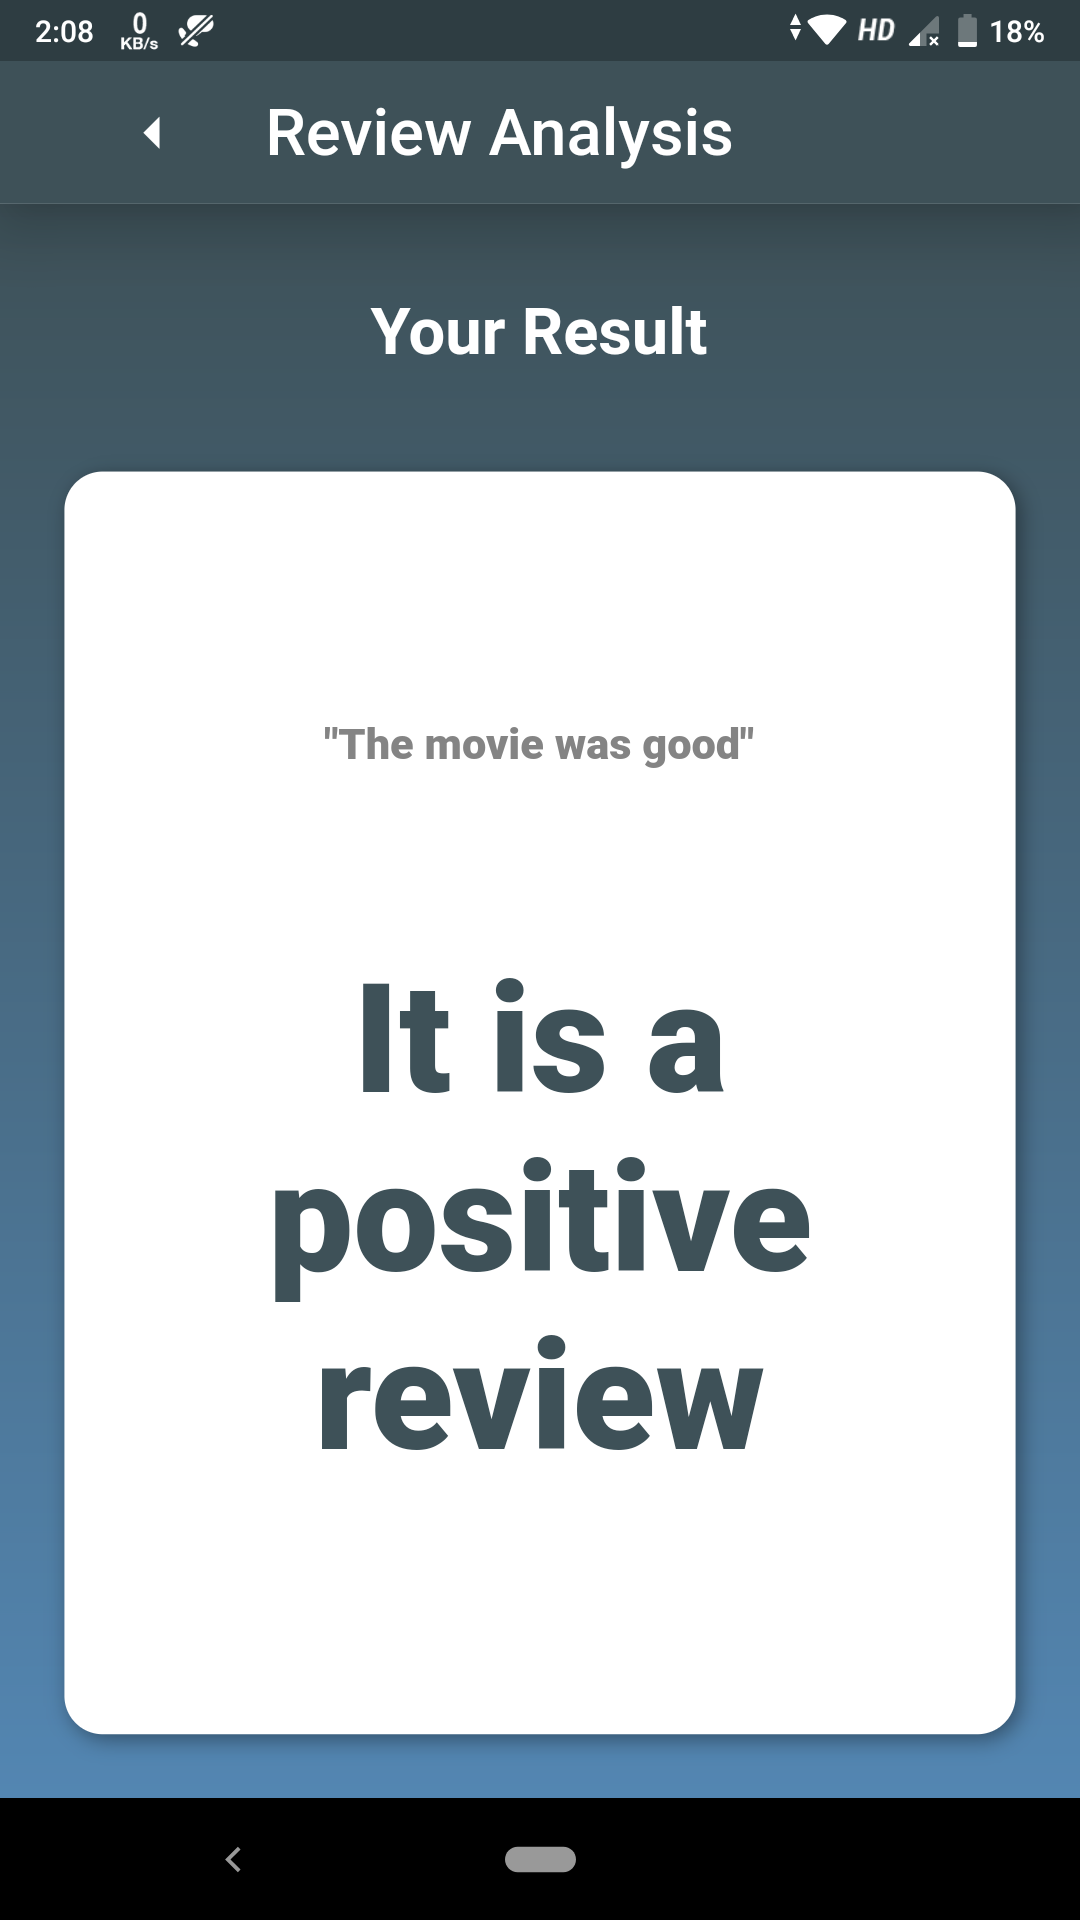 2:08 0 KB/s HD 18%
Review Analysis
Your Result
"The movie was good"
It is a
positive
review